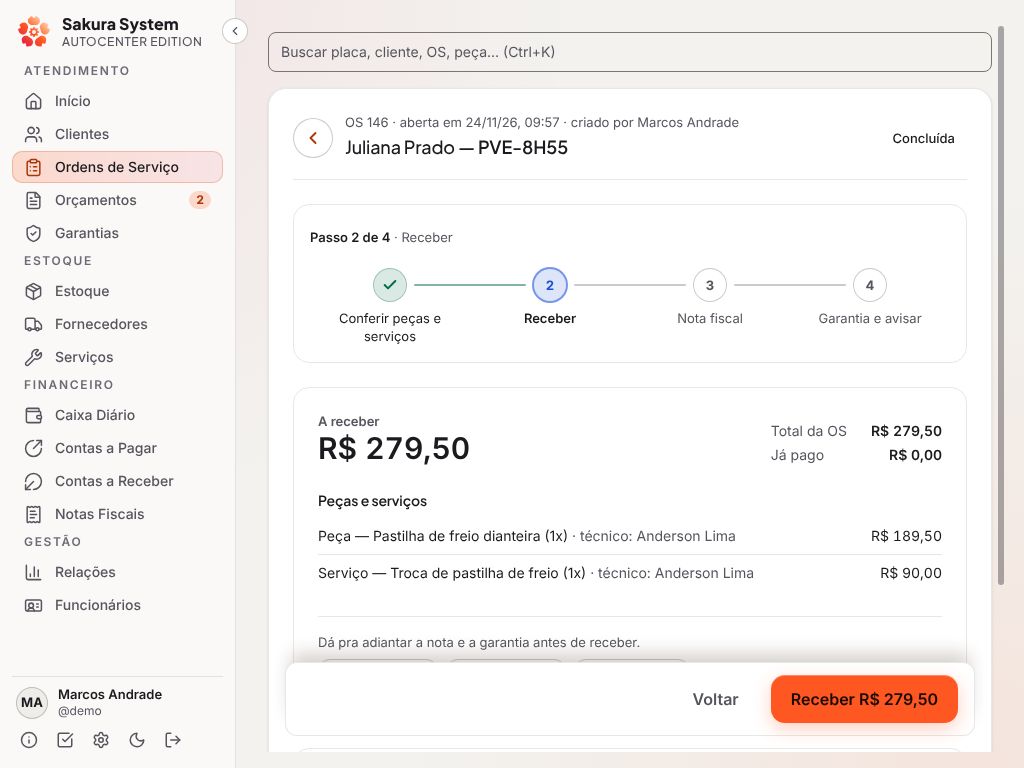 Sakura System
AUTOCENTER EDITION
ATENDIMENTO
Início
Clientes
Ordens de Serviço
Orçamentos 2
Garantias
ESTOQUE
Estoque
Fornecedores
Serviços
FINANCEIRO
Caixa Diário
Contas a Pagar
Contas a Receber
Notas Fiscais
GESTÃO
Relações
Funcionários
MA
Marcos Andrade
@demo
Buscar placa, cliente, OS, peça... (Ctrl+K)
OS 146 · aberta em 24/11/26, 09:57 · criado por Marcos Andrade
Juliana Prado — PVE-8H55
Concluída
Passo 2 de 4 · Receber
2 3 4
Conferir peças e
serviços
Receber
Nota fiscal
Garantia e avisar
A receber
R$ 279,50
Total da OS R$ 279,50
Já pago R$ 0,00
Peças e serviços
Peça — Pastilha de freio dianteira (1x) · técnico: Anderson Lima R$ 189,50
Serviço — Troca de pastilha de freio (1x) · técnico: Anderson Lima R$ 90,00
Dá pra adiantar a nota e a garantia antes de receber.
Voltar
Receber R$ 279,50